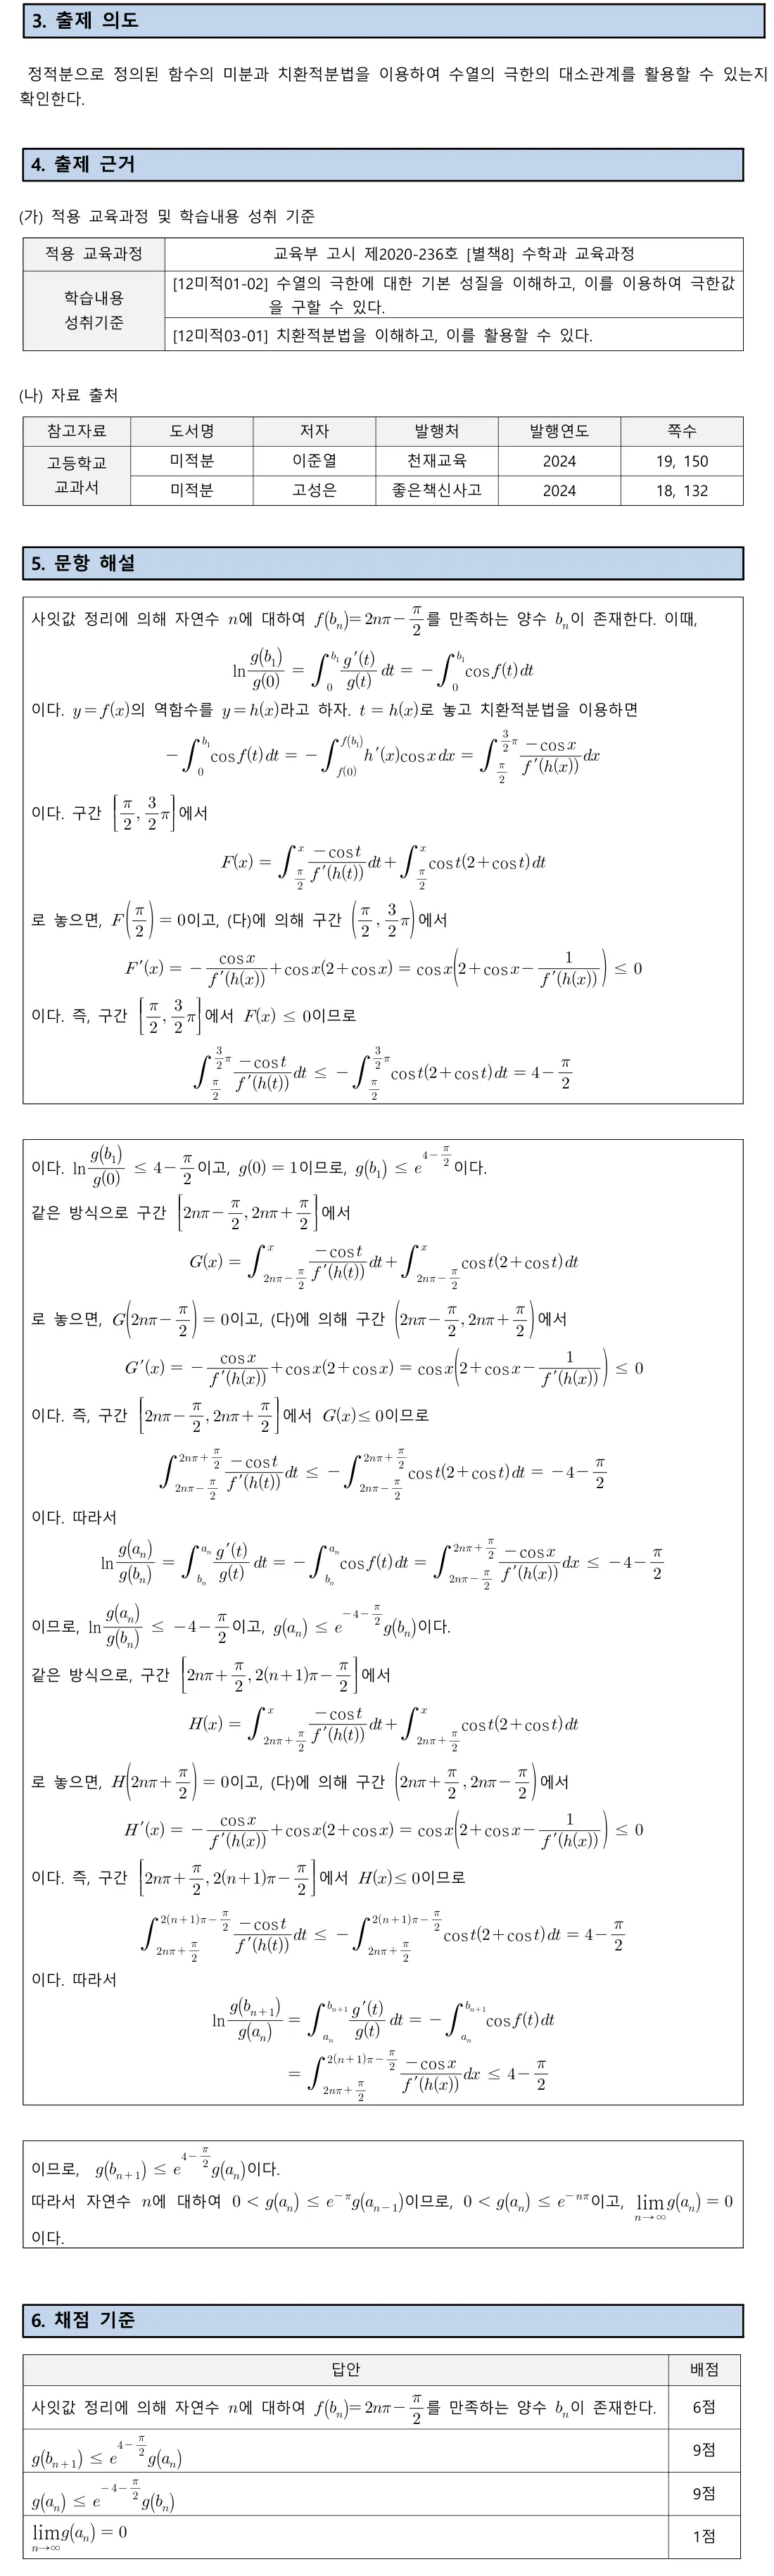 3. 출제 의도
정적분으로 정의된 함수의 미분과 치환적분법을 이용하여 수열의 극한의 대소관계를 활용할 수 있는지
확인한다.
4. 출제 근거
(가) 적용 교육과정 및 학습내용 성취 기준
적용 교육과정 교육부 고시 제2020-236호 [별책8] 수학과 교육과정
학습내용 성취기준 [12미적01-02] 수열의 극한에 대한 기본 성질을 이해하고, 이를 이용하여 극한값
을 구할 수 있다.
[12미적03-01] 치환적분법을 이해하고, 이를 활용할 수 있다.
(나) 자료 출처
참고자료 도서명 저자 발행처 발행연도 쪽수
고등학교 교과서 미적분 이준열 천재교육 2024 19, 150
미적분 고성은 좋은책신사고 2024 18, 132
5. 문항 해설
사잇값 정리에 의해 자연수 n에 대하여 f(b_n)=2nπ−π/2를 만족하는 양수 b_n이 존재한다. 이때,
ln g(b_1)/g(0) = ∫_0^{b_1} g′(t)/g(t) dt = −∫_0^{b_1} cos f(t) dt
이다. y=f(x)의 역함수를 y=h(x)라고 하자. t=h(x)로 놓고 치환적분법을 이용하면
−∫_0^{b_1} cos f(t) dt = −∫_{f(0)}^{f(b_1)} h′(x)cos x dx = ∫_{π/2}^{3/2 π} −cos x/f′(h(x)) dx
이다. 구간 [π/2, 3/2 π]에서
F(x) = ∫_{π/2}^x −cos t/f′(h(t)) dt + ∫_{π/2}^x cos t(2+cos t) dt
로 놓으면, F(π/2) = 0이고, (다)에 의해 구간 (π/2, 3/2 π)에서
F′(x) = −cos x/f′(h(x)) + cos x(2+cos x) = cos x(2+cos x − 1/f′(h(x))) ≤ 0
이다. 즉, 구간 [π/2, 3/2 π]에서 F(x) ≤ 0이므로
∫_{π/2}^{3/2 π} −cos t/f′(h(t)) dt ≤ −∫_{π/2}^{3/2 π} cos t(2+cos t) dt = 4−π/2
이다. ln g(b_1)/g(0) ≤ 4−π/2이고, g(0)=1이므로, g(b_1) ≤ e^{4−π/2}이다.
같은 방식으로 구간 [2nπ−π/2, 2nπ+π/2]에서
G(x) = ∫_{2nπ−π/2}^x −cos t/f′(h(t)) dt + ∫_{2nπ−π/2}^x cos t(2+cos t) dt
로 놓으면, G(2nπ−π/2) = 0이고, (다)에 의해 구간 (2nπ−π/2, 2nπ+π/2)에서
G′(x) = −cos x/f′(h(x)) + cos x(2+cos x) = cos x(2+cos x − 1/f′(h(x))) ≤ 0
이다. 즉, 구간 [2nπ−π/2, 2nπ+π/2]에서 G(x)≤0이므로
∫_{2nπ−π/2}^{2nπ+π/2} −cos t/f′(h(t)) dt ≤ −∫_{2nπ−π/2}^{2nπ+π/2} cos t(2+cos t) dt = −4−π/2
이다. 따라서
ln g(a_n)/g(b_n) = ∫_{b_n}^{a_n} g′(t)/g(t) dt = −∫_{b_n}^{a_n} cos f(t) dt = ∫_{2nπ−π/2}^{2nπ+π/2} −cos x/f′(h(x)) dx ≤ −4−π/2
이므로, ln g(a_n)/g(b_n) ≤ −4−π/2이고, g(a_n) ≤ e^{−4−π/2} g(b_n)이다.
같은 방식으로, 구간 [2nπ+π/2, 2(n+1)π−π/2]에서
H(x) = ∫_{2nπ+π/2}^x −cos t/f′(h(t)) dt + ∫_{2nπ+π/2}^x cos t(2+cos t) dt
로 놓으면, H(2nπ+π/2) = 0이고, (다)에 의해 구간 (2nπ+π/2, 2nπ−π/2)에서
H′(x) = −cos x/f′(h(x)) + cos x(2+cos x) = cos x(2+cos x − 1/f′(h(x))) ≤ 0
이다. 즉, 구간 [2nπ+π/2, 2(n+1)π−π/2]에서 H(x)≤0이므로
∫_{2nπ+π/2}^{2(n+1)π−π/2} −cos t/f′(h(t)) dt ≤ −∫_{2nπ+π/2}^{2(n+1)π−π/2} cos t(2+cos t) dt = 4−π/2
이다. 따라서
ln g(b_{n+1})/g(a_n) = ∫_{a_n}^{b_{n+1}} g′(t)/g(t) dt = −∫_{a_n}^{b_{n+1}} cos f(t) dt
= ∫_{2nπ+π/2}^{2(n+1)π−π/2} −cos x/f′(h(x)) dx ≤ 4−π/2
이므로, g(b_{n+1}) ≤ e^{4−π/2} g(a_n)이다.
따라서 자연수 n에 대하여 0 < g(a_n) ≤ e^{−π} g(a_{n−1})이므로, 0 < g(a_n) ≤ e^{−nπ}이고, lim_{n→∞} g(a_n) = 0
이다.
6. 채점 기준
답안 배점
사잇값 정리에 의해 자연수 n에 대하여 f(b_n)=2nπ−π/2를 만족하는 양수 b_n이 존재한다. 6점
g(b_{n+1}) ≤ e^{4−π/2} g(a_n) 9점
g(a_n) ≤ e^{−4−π/2} g(b_n) 9점
lim_{n→∞} g(a_n) = 0 1점